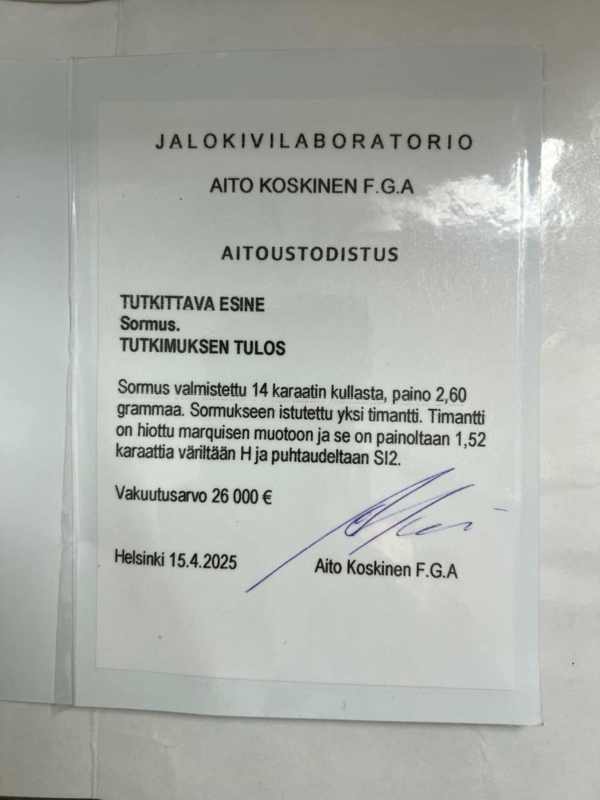 JALOKIVILABORATORIO
AITO KOSKINEN F.G.A
AITOUSTODISTUS
TUTKITTAVA ESINE
Sormus.
TUTKIMUKSEN TULOS
Sormus valmistettu 14 karaatin kullasta, paino 2,60
grammaa. Sormukseen istutettu yksi timantti. Timantti
on hiottu marquisen muotoon ja se on painoltaan 1,52
karaattia väriltään H ja puhtaudeltaan SI2.
Vakuutusarvo 26 000 €
Helsinki 15.4.2025
Aito Koskinen F.G.A